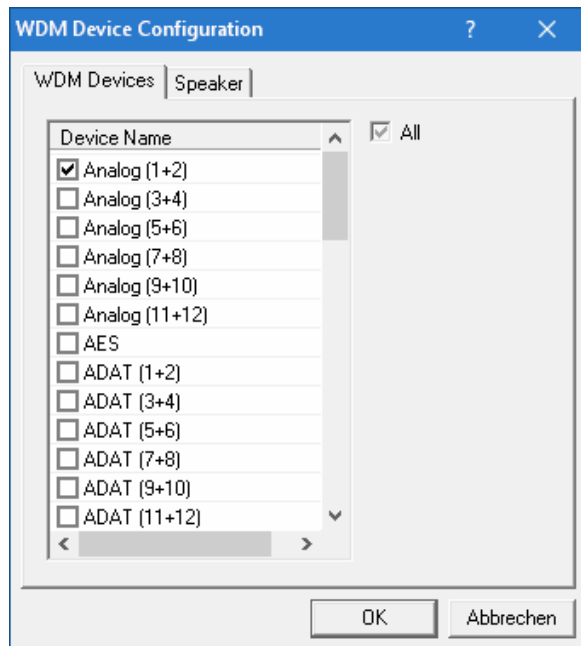 WDM Device Configuration ?
WDM Devices Speaker
Device Name All
Analog (1+2)
Analog (3+4)
Analog (5+6)
Analog (7+8)
Analog (9+10)
Analog (11+12)
AES
ADAT (1+2)
ADAT (3+4)
ADAT (5+6)
ADAT (7+8)
ADAT (9+10)
ADAT (11+12)
OK Abbrechen